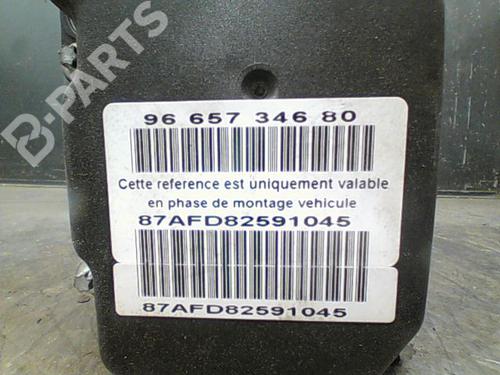 B-PARTS
96 657 346 80
Cette reference est uniquement valable
en phase de montage vehicule
87AFD82591045
87AFD82591045